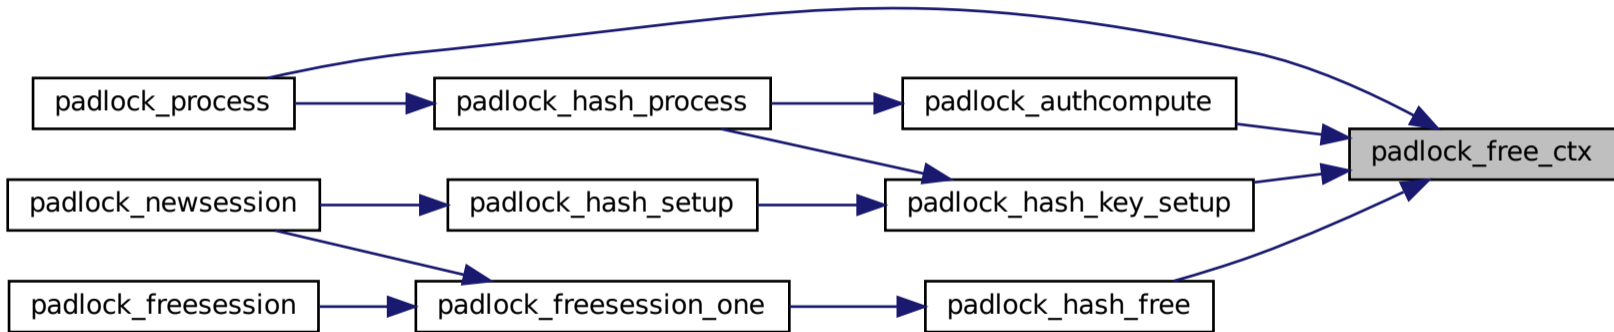 padlock_process
padlock_hash_process
padlock_authcompute
padlock_free_ctx
padlock_newsession
padlock_hash_setup
padlock_hash_key_setup
padlock_freesession
padlock_freesession_one
padlock_hash_free